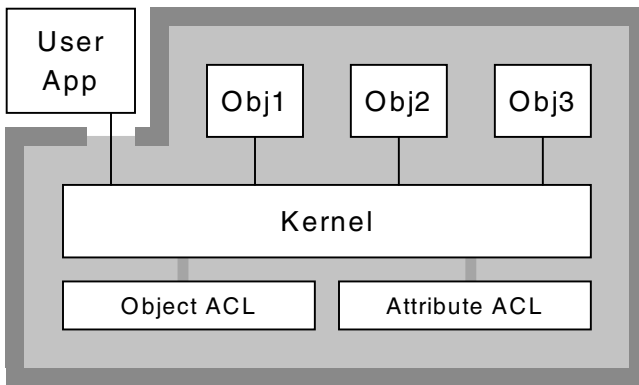 User
App
Obj1 Obj2 Obj3
Kernel
Object ACL Attribute ACL